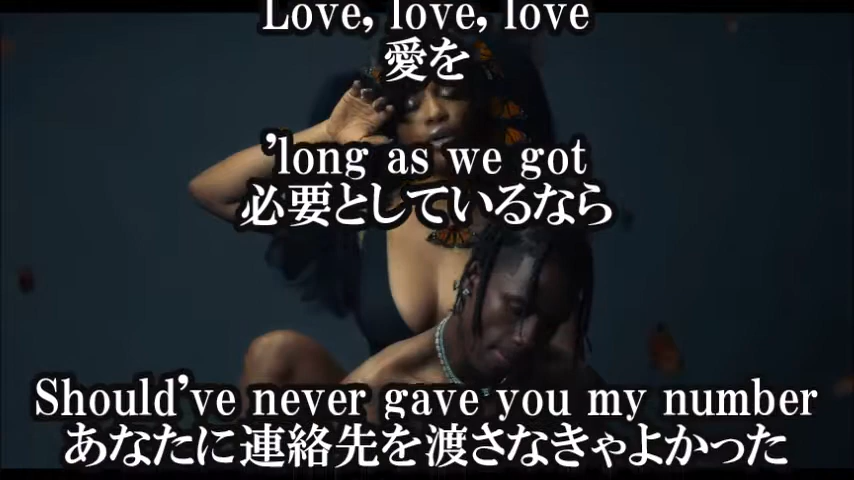 Love, love, love
愛を
'long as we got
必要としているなら
Should've never gave you my number
あなたに連絡先を渡さなきゃよかった